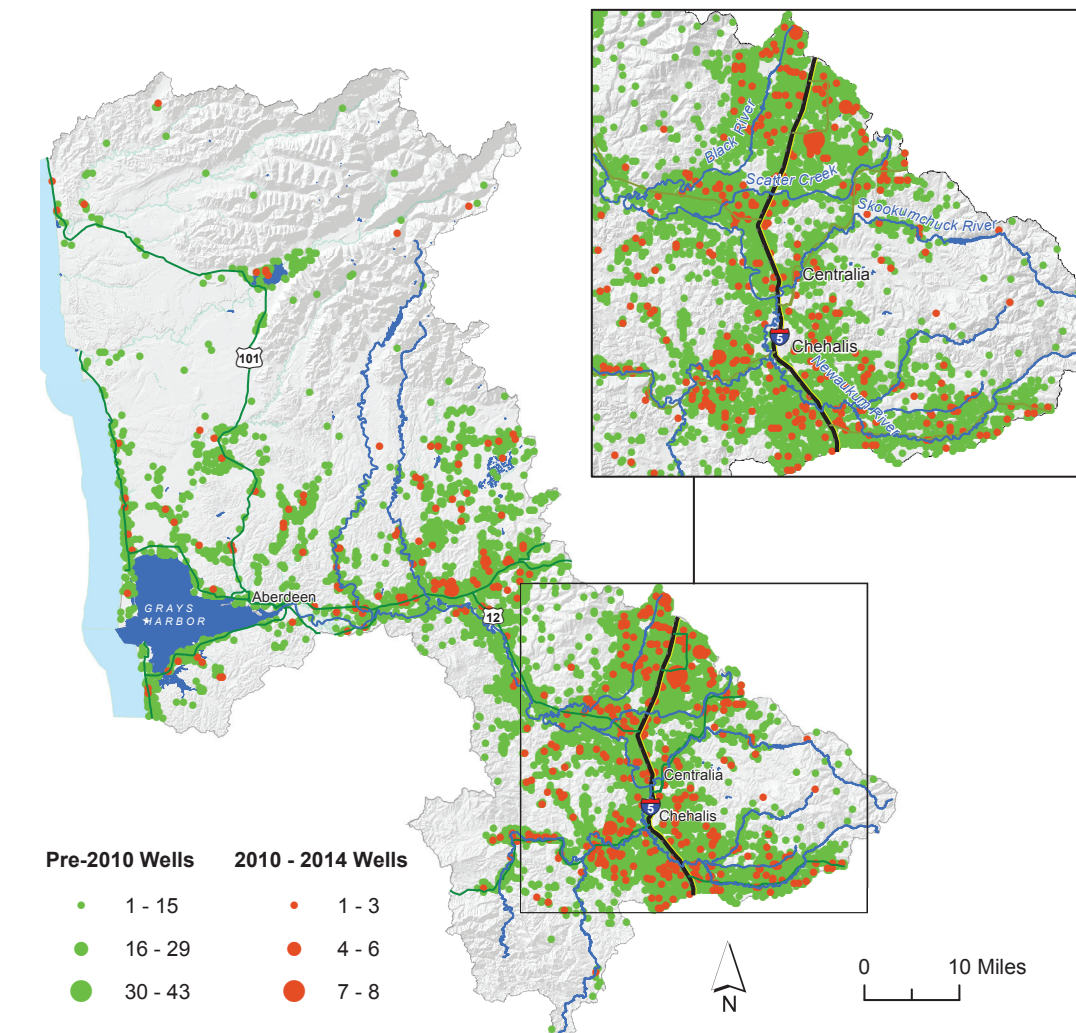 Black River
Scatter Creek
Skookumchuck River
Centralia
5
Chehalis
Newaukum River
101
Aberdeen
GRAYS
HARBOR
12
Centralia
5
Chehalis
Pre-2010 Wells
1 - 15
16 - 29
30 - 43
2010 - 2014 Wells
1 - 3
4 - 6
7 - 8
N
0 10 Miles